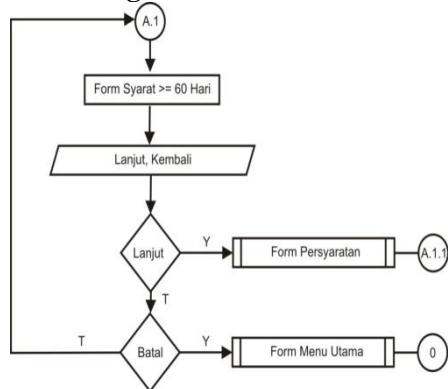 A.1
Form Syarat >= 60 Hari
Lanjut, Kembali
Lanjut
Y
Form Persyaratan
A.1.1
T
T
Batal
Y
Form Menu Utama
0